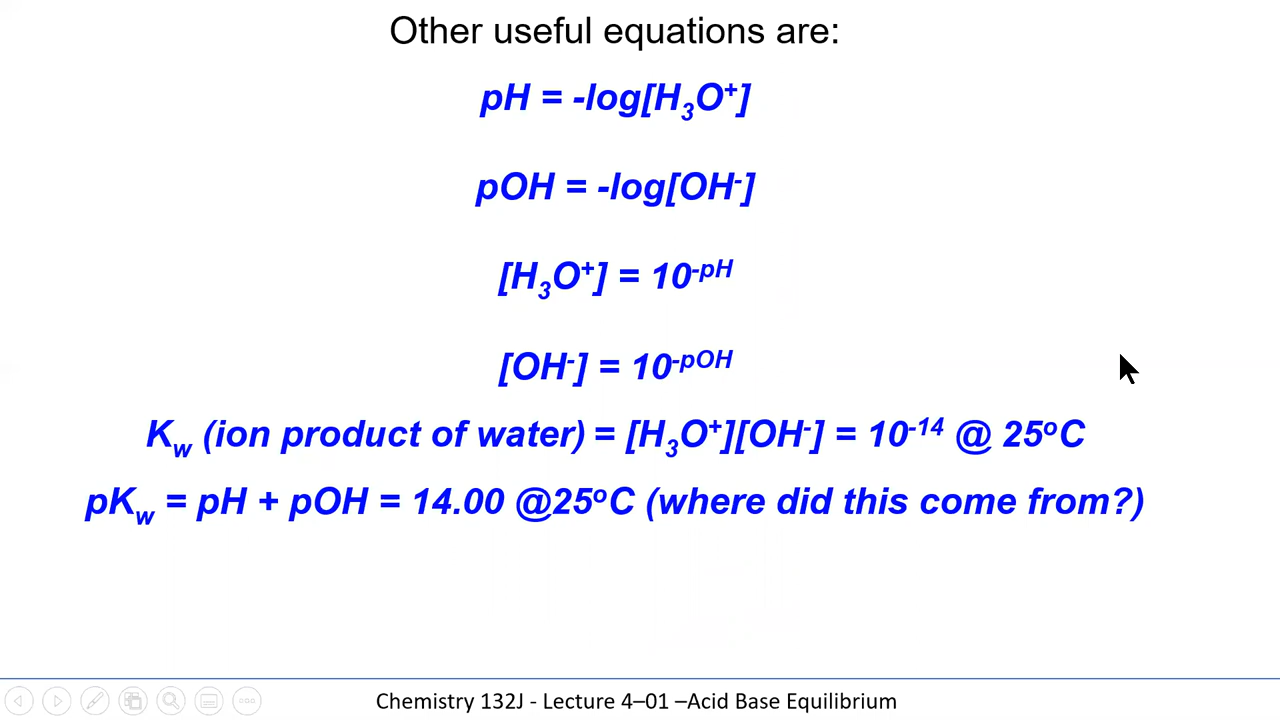 Other useful equations are:
pH = -log[H₃O⁺]
pOH = -log[OH⁻]
[H₃O⁺] = 10⁻ᵖᴴ
[OH⁻] = 10⁻ᵖᴼᴴ
K_w (ion product of water) = [H₃O⁺][OH⁻] = 10⁻¹⁴ @ 25ᵒC
pK_w = pH + pOH = 14.00 @25ᵒC (where did this come from?)
Chemistry 132J - Lecture 4–01 –Acid Base Equilibrium